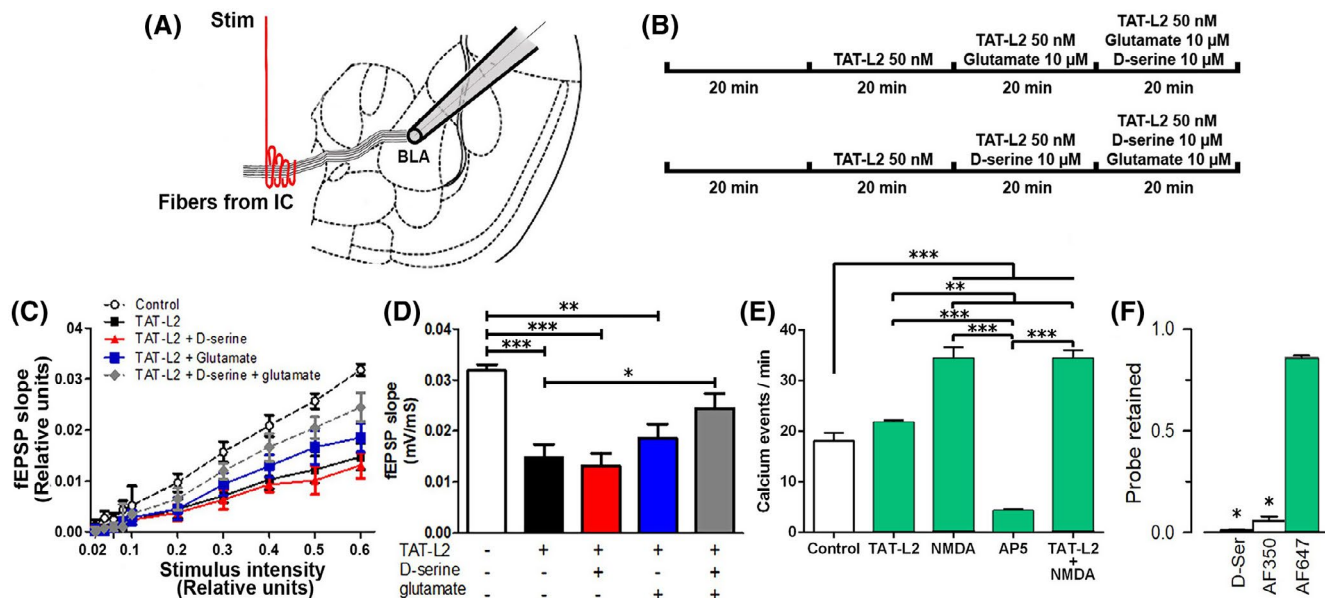 (A)
Stim
BLA
Fibers from IC
(B)
TAT-L2 50 nM
TAT-L2 50 nM
Glutamate 10 µM
TAT-L2 50 nM
Glutamate 10 µM
D-serine 10 µM
20 min 20 min 20 min 20 min
TAT-L2 50 nM
TAT-L2 50 nM
D-serine 10 µM
TAT-L2 50 nM
D-serine 10 µM
Glutamate 10 µM
20 min 20 min 20 min 20 min
(C)
Control
TAT-L2
TAT-L2 + D-serine
TAT-L2 + Glutamate
TAT-L2 + D-serine + glutamate
fEPSP slope
(Relative units)
0.04
0.03
0.02
0.01
0.00
0.02 0.1 0.2 0.3 0.4 0.5 0.6
Stimulus intensity
(Relative units)
(D)
**
***
***
*
fEPSP slope
(mV/mS)
0.04
0.03
0.02
0.01
0.00
TAT-L2 - + + + +
D-serine - - + - +
glutamate - - - + +
(E)
***
**
***
*** ***
Calcium events / min
40
30
20
10
0
Control TAT-L2 NMDA AP5 TAT-L2
+
NMDA
(F)
Probe retained
1.0
0.5
0.0
* *
D-Ser
AF350
AF647